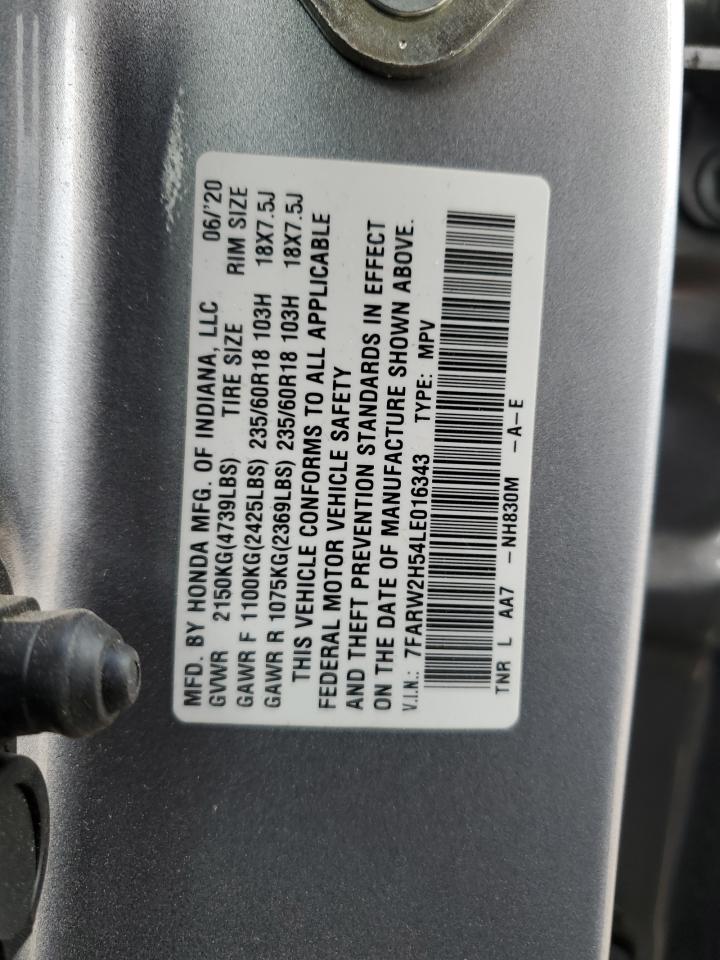 MFD. BY HONDA MFG. OF INDIANA, LLC 06/'20
GVWR 2150KG(4739LBS) TIRE SIZE RIM SIZE
GAWR F 1100KG(2425LBS) 235/60R18 103H 18X7.5J
GAWR R 1075KG(2369LBS) 235/60R18 103H 18X7.5J
THIS VEHICLE CONFORMS TO ALL APPLICABLE
FEDERAL MOTOR VEHICLE SAFETY
AND THEFT PREVENTION STANDARDS IN EFFECT
ON THE DATE OF MANUFACTURE SHOWN ABOVE.
V.I.N.: 7FARW2H54LE016343 TYPE: MPV
TNR L AA7 -NH830M -A-E